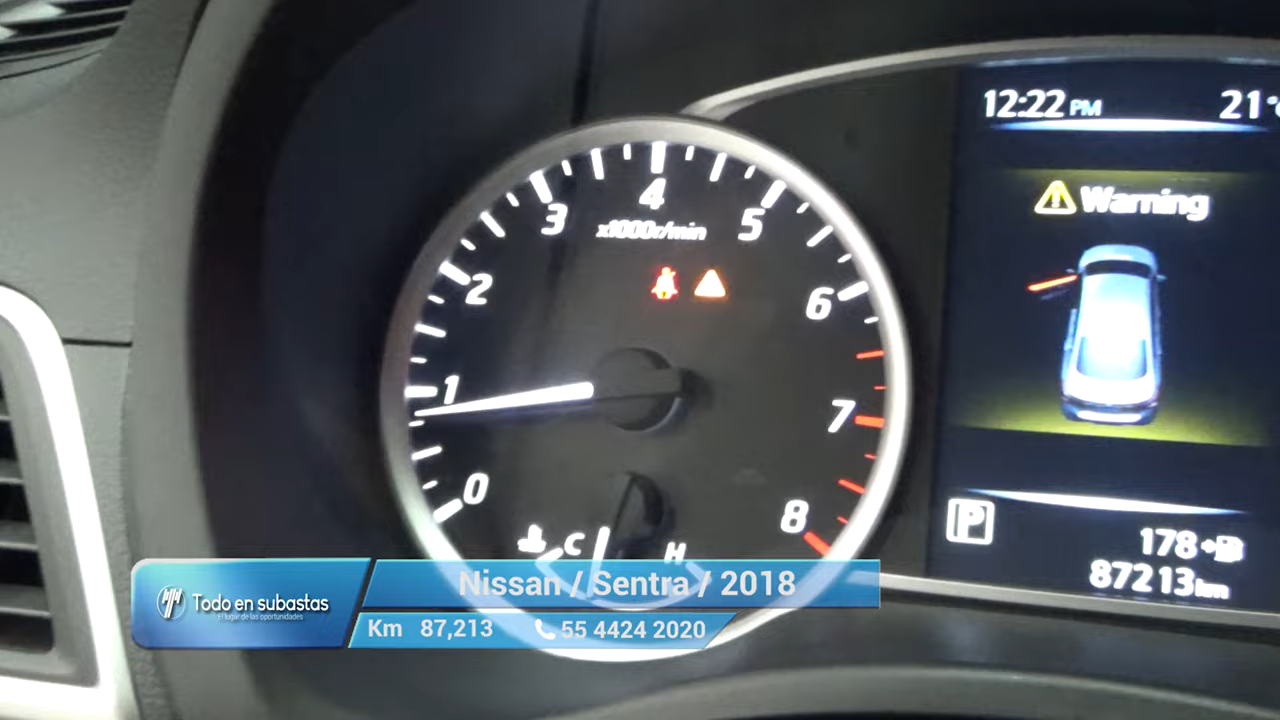 12:22 PM
21°
Warning
4
3
5
x1000r/min
2
6
1
7
0
8
C
H
P
178
87213km
Nissan / Sentra / 2018
Todo en subastas
El lugar de las oportunidades
Km 87,213
55 4424 2020